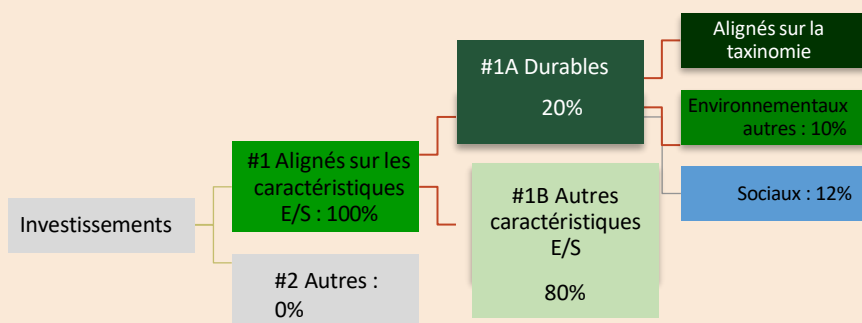 Investissements
#1 Alignés sur les
caractéristiques
E/S : 100%
#2 Autres :
0%
#1A Durables
20%
#1B Autres
caractéristiques
E/S
80%
Alignés sur la
taxinomie
Environnementaux
autres : 10%
Sociaux : 12%